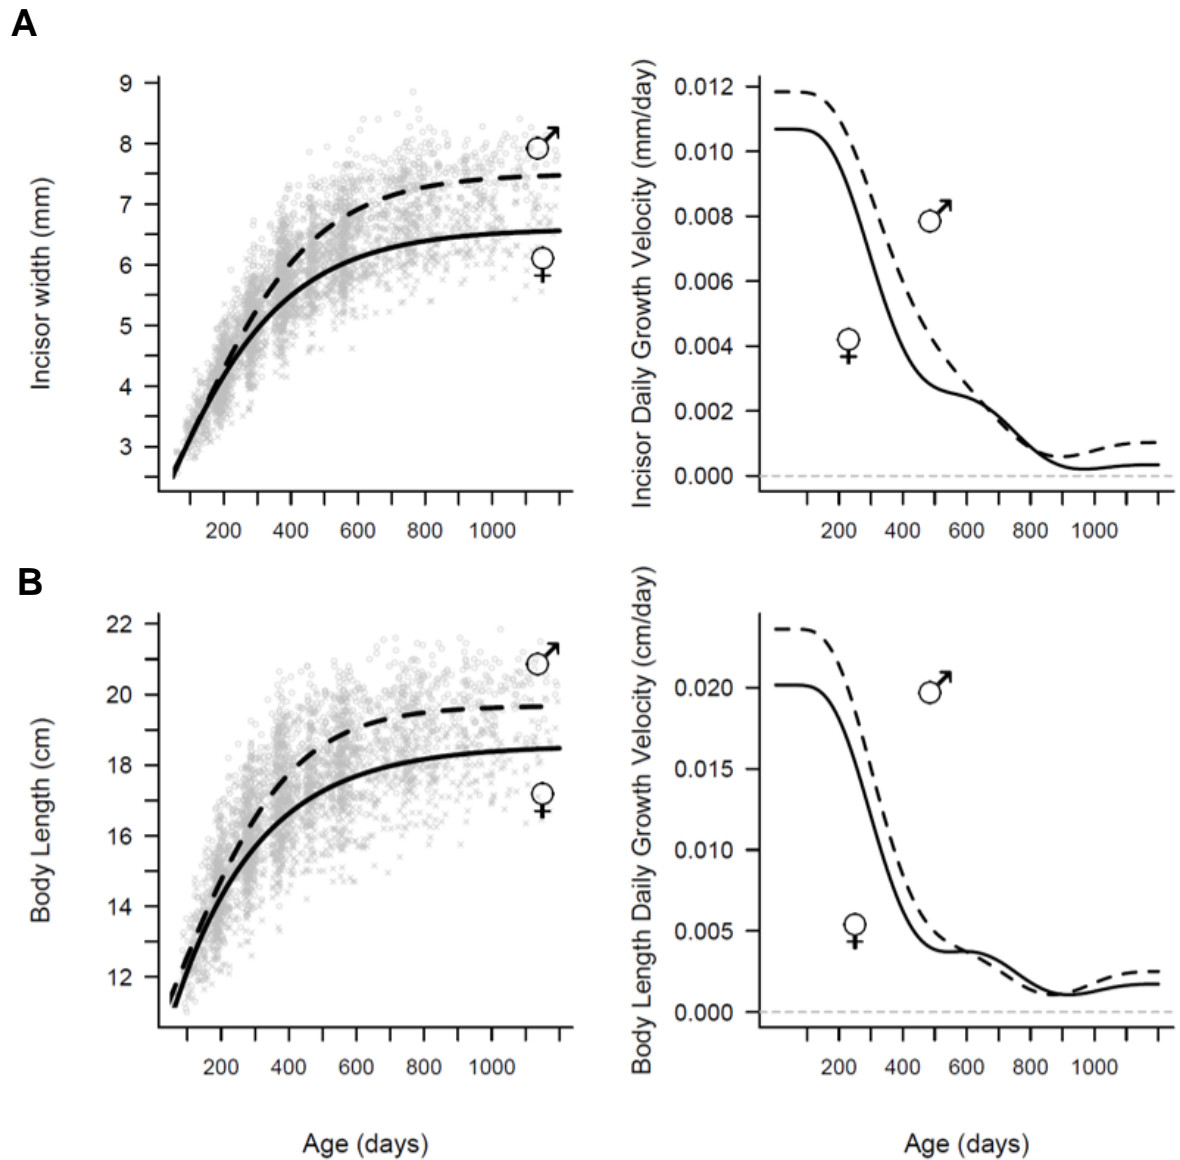 A
Incisor width (mm)
9
8
7
6
5
4
3
♂
♀
200 400 600 800 1000
Incisor Daily Growth Velocity (mm/day)
0.012
0.010
0.008
0.006
0.004
0.002
0.000
♂
♀
200 400 600 800 1000
B
Body Length (cm)
22
20
18
16
14
12
♂
♀
200 400 600 800 1000
Age (days)
Body Length Daily Growth Velocity (cm/day)
0.020
0.015
0.010
0.005
0.000
♂
♀
200 400 600 800 1000
Age (days)